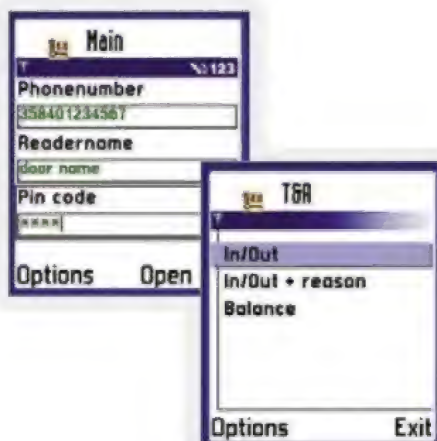 Main
123
Phonenumber
358401234567
Readername
door name
Pin code
****
Options Open
T&A
In/Out
In/Out + reason
Balance
Options Exit